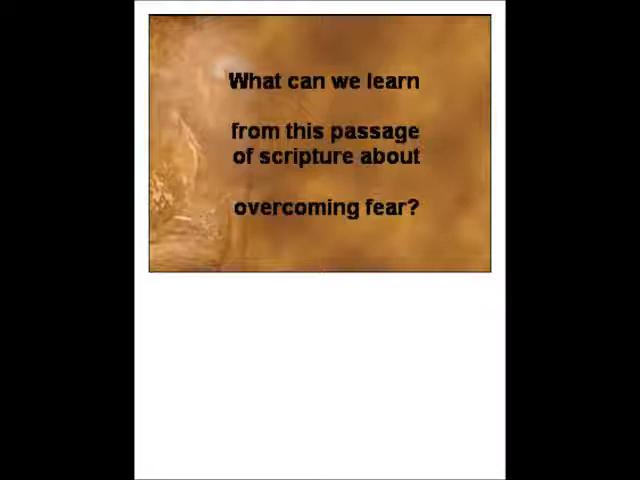 What can we learn
from this passage
of scripture about
overcoming fear?